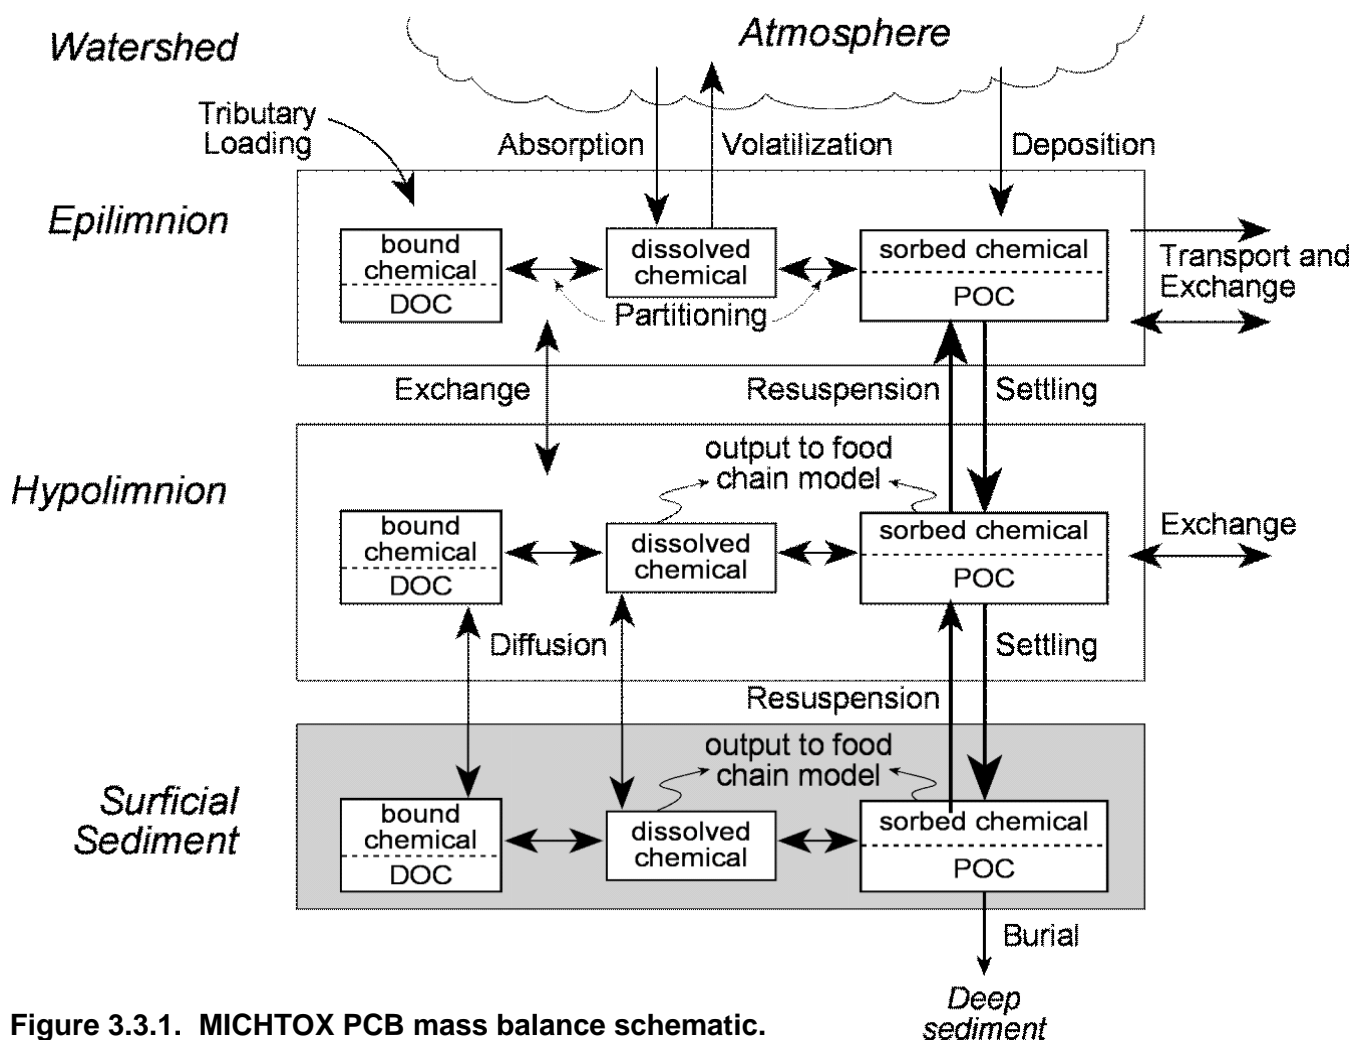 Watershed
Atmosphere
Tributary
Loading
Absorption
Volatilization
Deposition
Epilimnion
bound
chemical
DOC
dissolved
chemical
sorbed chemical
POC
Partitioning
Transport and
Exchange
Exchange
Resuspension
Settling
Hypolimnion
output to food
chain model
bound
chemical
DOC
dissolved
chemical
sorbed chemical
POC
Exchange
Diffusion
Settling
Resuspension
Surficial
Sediment
output to food
chain model
bound
chemical
DOC
dissolved
chemical
sorbed chemical
POC
Burial
Deep
sediment
Figure 3.3.1. MICHTOX PCB mass balance schematic.